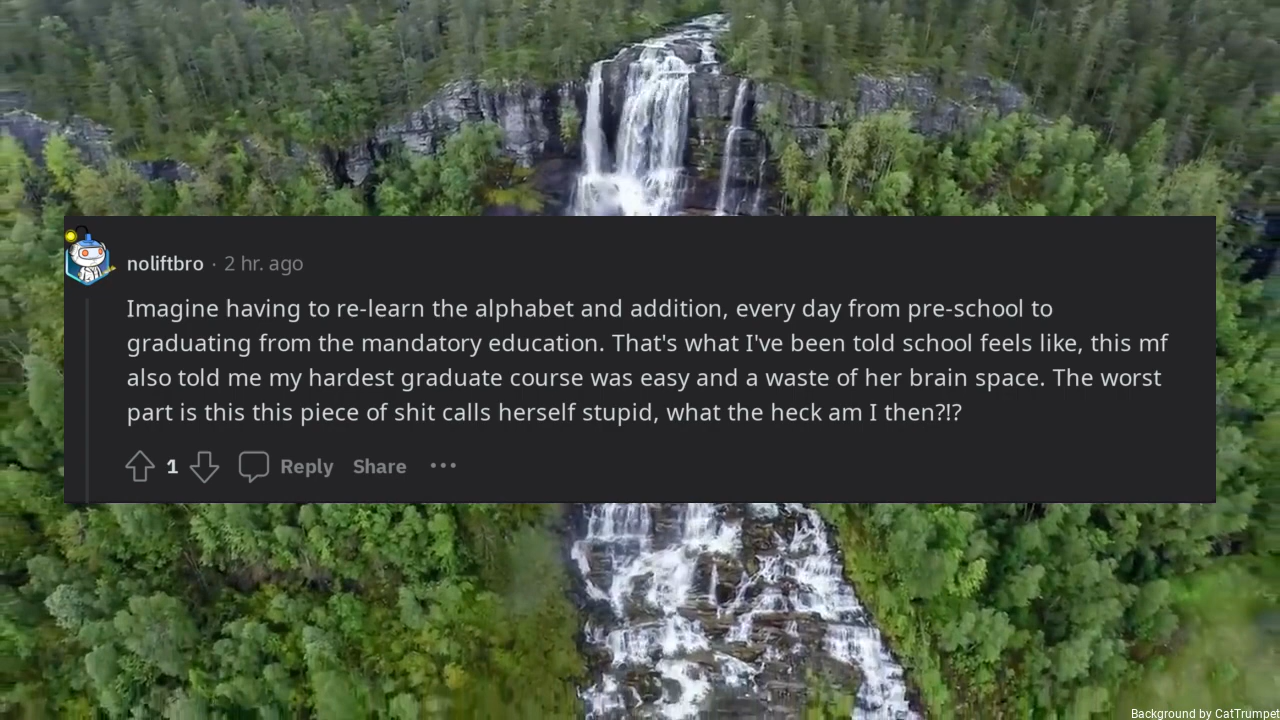 noliftbro · 2 hr. ago
Imagine having to re-learn the alphabet and addition, every day from pre-school to
graduating from the mandatory education. That's what I've been told school feels like, this mf
also told me my hardest graduate course was easy and a waste of her brain space. The worst
part is this this piece of shit calls herself stupid, what the heck am I then?!?
1 Reply Share ···
Background by CatTrumpet